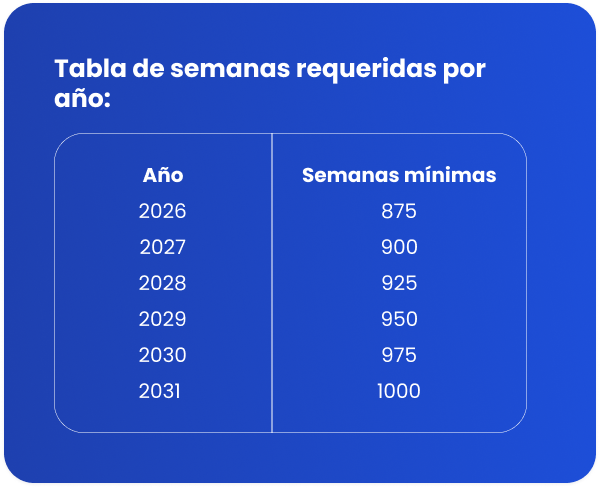 Tabla de semanas requeridas por
año:
Año Semanas mínimas
2026 875
2027 900
2028 925
2029 950
2030 975
2031 1000